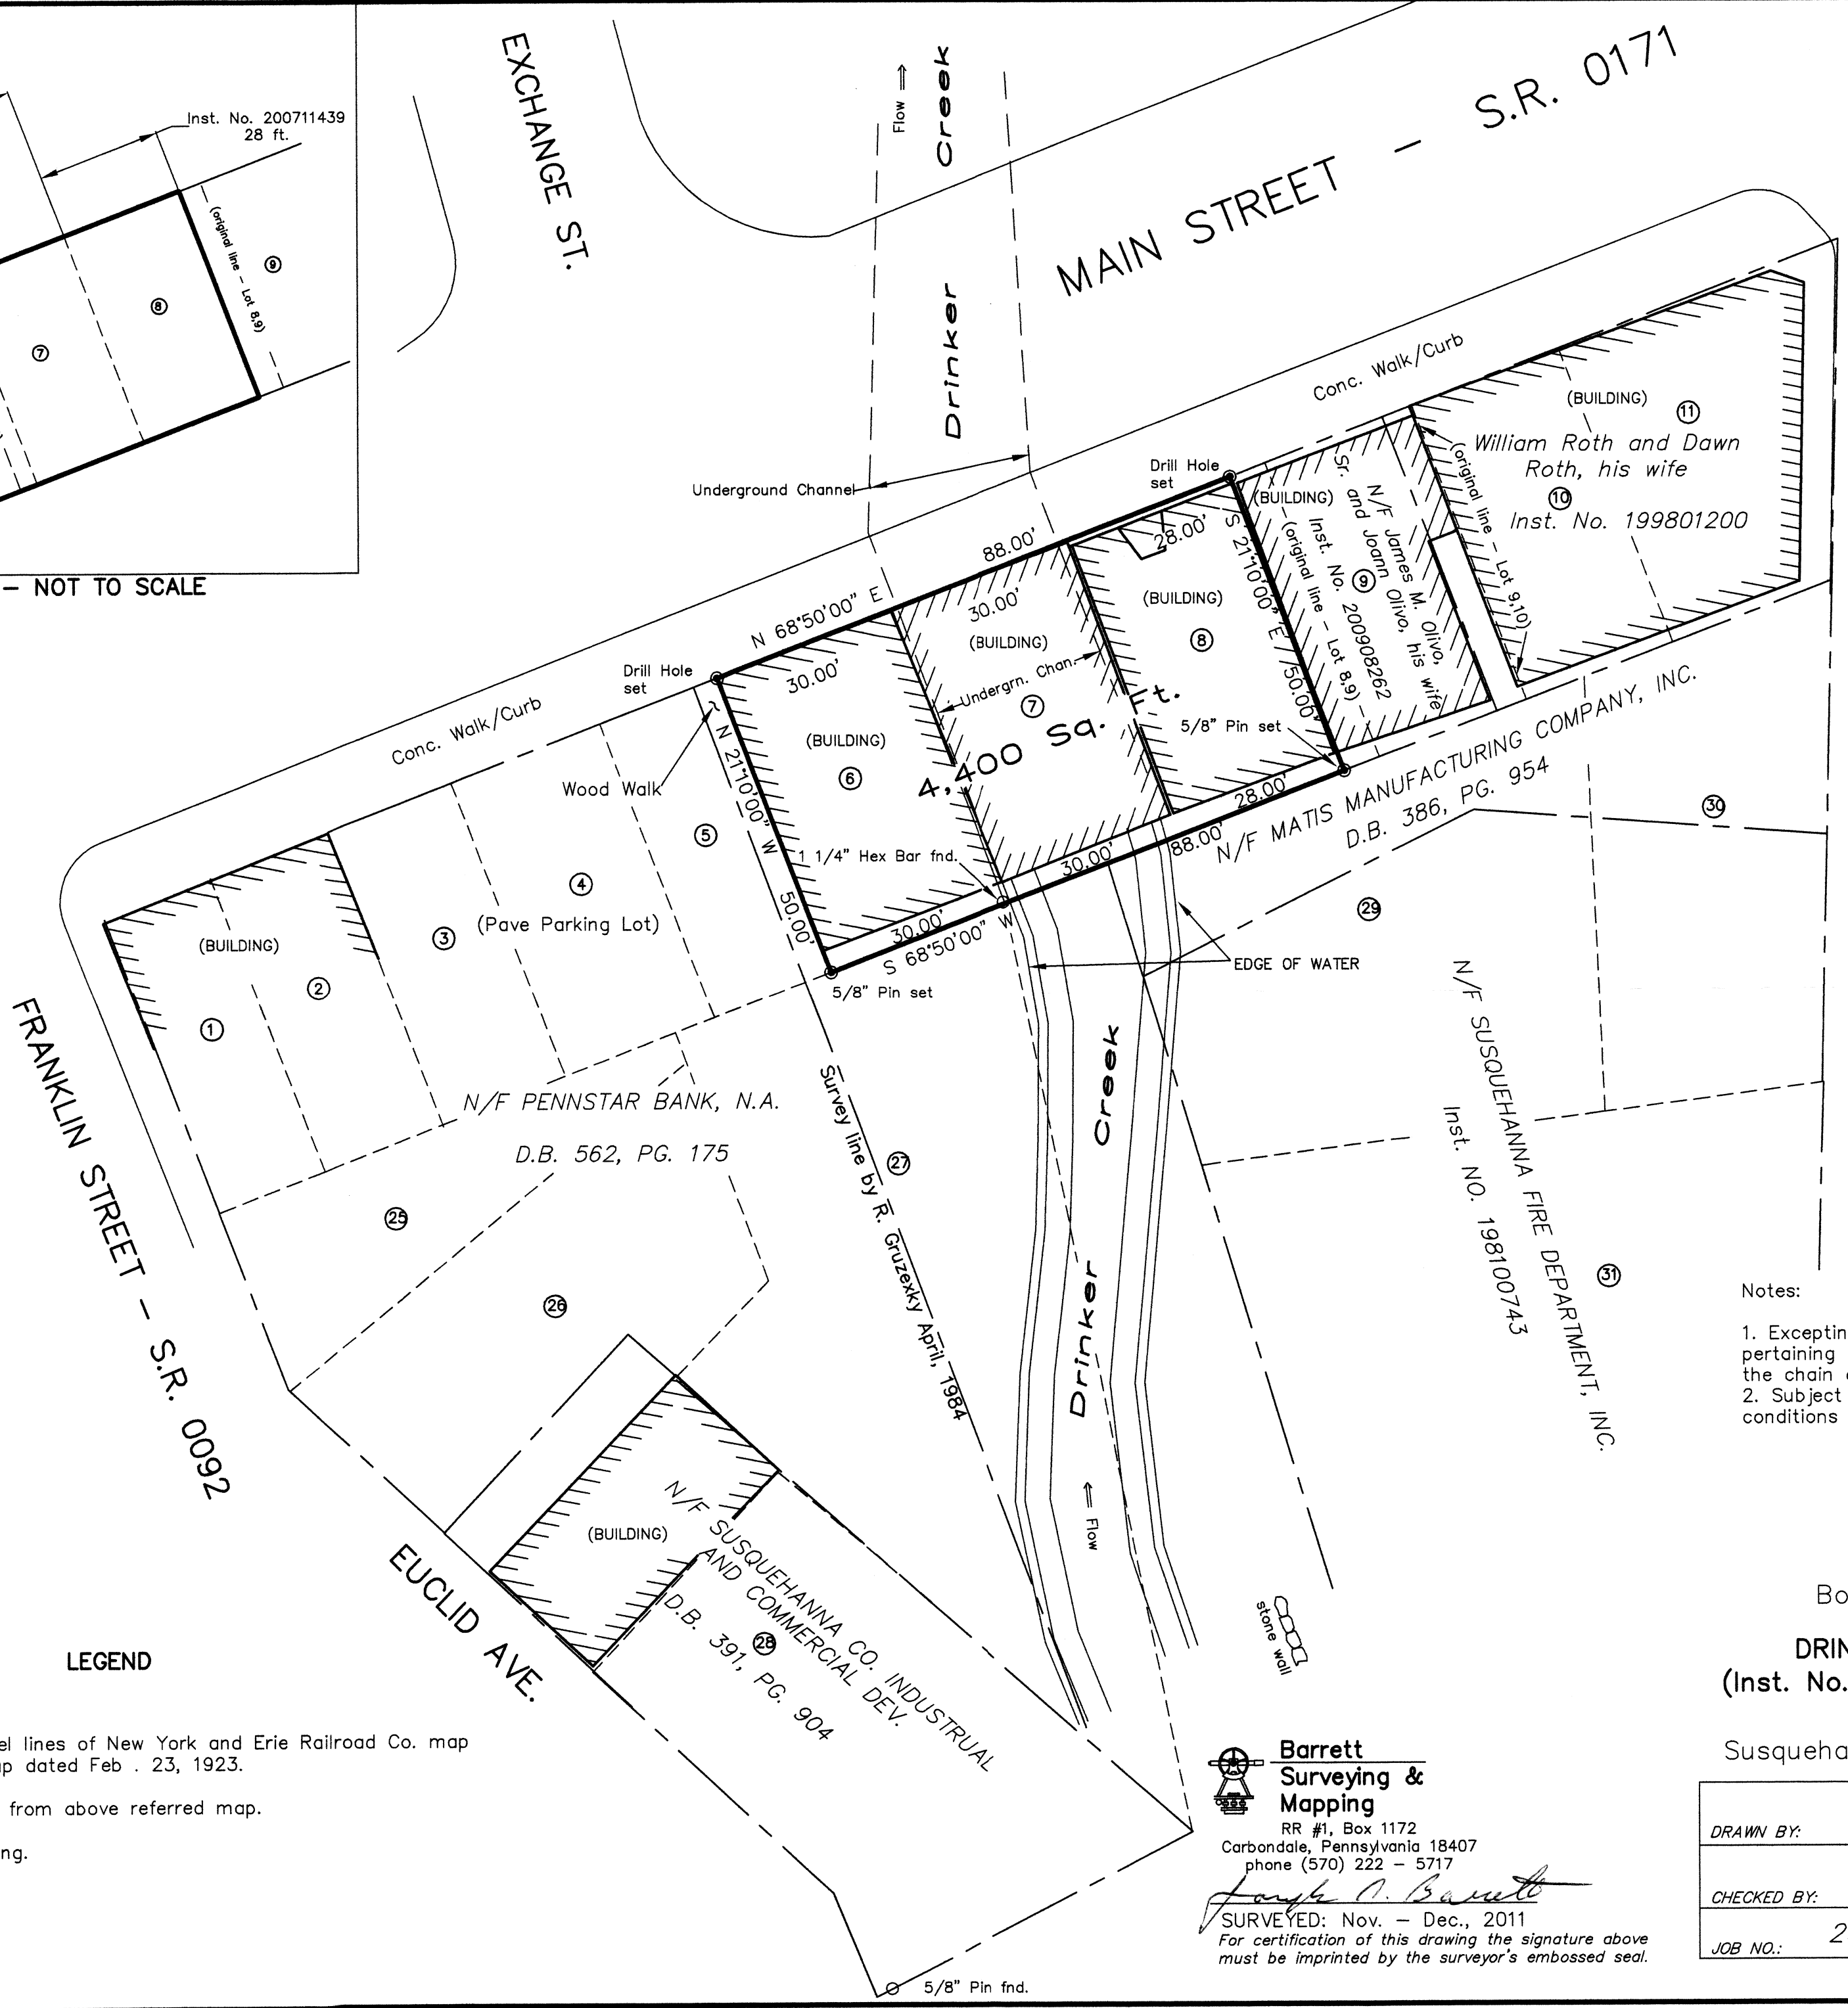 Inst. No. 200711439
28 ft.
(original line - Lot 8,9)
9
8
7
— NOT TO SCALE
EXCHANGE ST.
Flow
Drinker Creek
MAIN STREET — S.R. 0171
Conc. Walk/Curb
Underground Channel
Drill Hole
set
88.00'
N 68°50'00" E
Drill Hole
set
(BUILDING)
11
William Roth and Dawn
Roth, his wife
10
Inst. No. 199801200
(original line - Lot 9,10)
(BUILDING)
N/F James M. Olivo,
Sr. and Joann Olivo, his wife
9
Inst. No. 200908262
(original line - Lot 8,9)
S 21°10'00" E
50.00'
28.00'
(BUILDING)
8
30.00'
(BUILDING)
Undergrn. Chan.
7
4,400 Sq. Ft.
5/8" Pin set
28.00'
30.00'
(BUILDING)
6
Conc. Walk/Curb
Wood Walk
N 21°10'00" W
50.00'
5
4
(Pave Parking Lot)
3
(BUILDING)
2
1
1 1/4" Hex Bar fnd.
30.00'
30.00'
88.00'
S 68°50'00" W
5/8" Pin set
N/F MATIS MANUFACTURING COMPANY, INC.
D.B. 386, PG. 954
30
29
EDGE OF WATER
FRANKLIN STREET — S.R. 0092
N/F PENNSTAR BANK, N.A.
D.B. 562, PG. 175
25
26
27
Survey line by R. Gruzexky April, 1984
Drinker Creek
Flow
N/F SUSQUEHANNA FIRE DEPARTMENT, INC.
Inst. NO. 198100743
31
Notes:
1. Exceptin
pertaining
the chain
2. Subject
conditions
(BUILDING)
N/F SUSQUEHANNA CO. INDUSTRUAL
AND COMMERCIAL DEV.
D.B. 391, PG. 904
28
EUCLID AVE.
stone wall
LEGEND
el lines of New York and Erie Railroad Co. map
p dated Feb . 23, 1923.
from above referred map.
ng.
Bo
DRIN
(Inst. No.
Susqueha
Barrett
Surveying &
Mapping
RR #1, Box 1172
Carbondale, Pennsylvania 18407
phone (570) 222 - 5717
SURVEYED: Nov. - Dec., 2011
For certification of this drawing the signature above
must be imprinted by the surveyor's embossed seal.
DRAWN BY:
CHECKED BY:
JOB NO.: 2
5/8" Pin fnd.